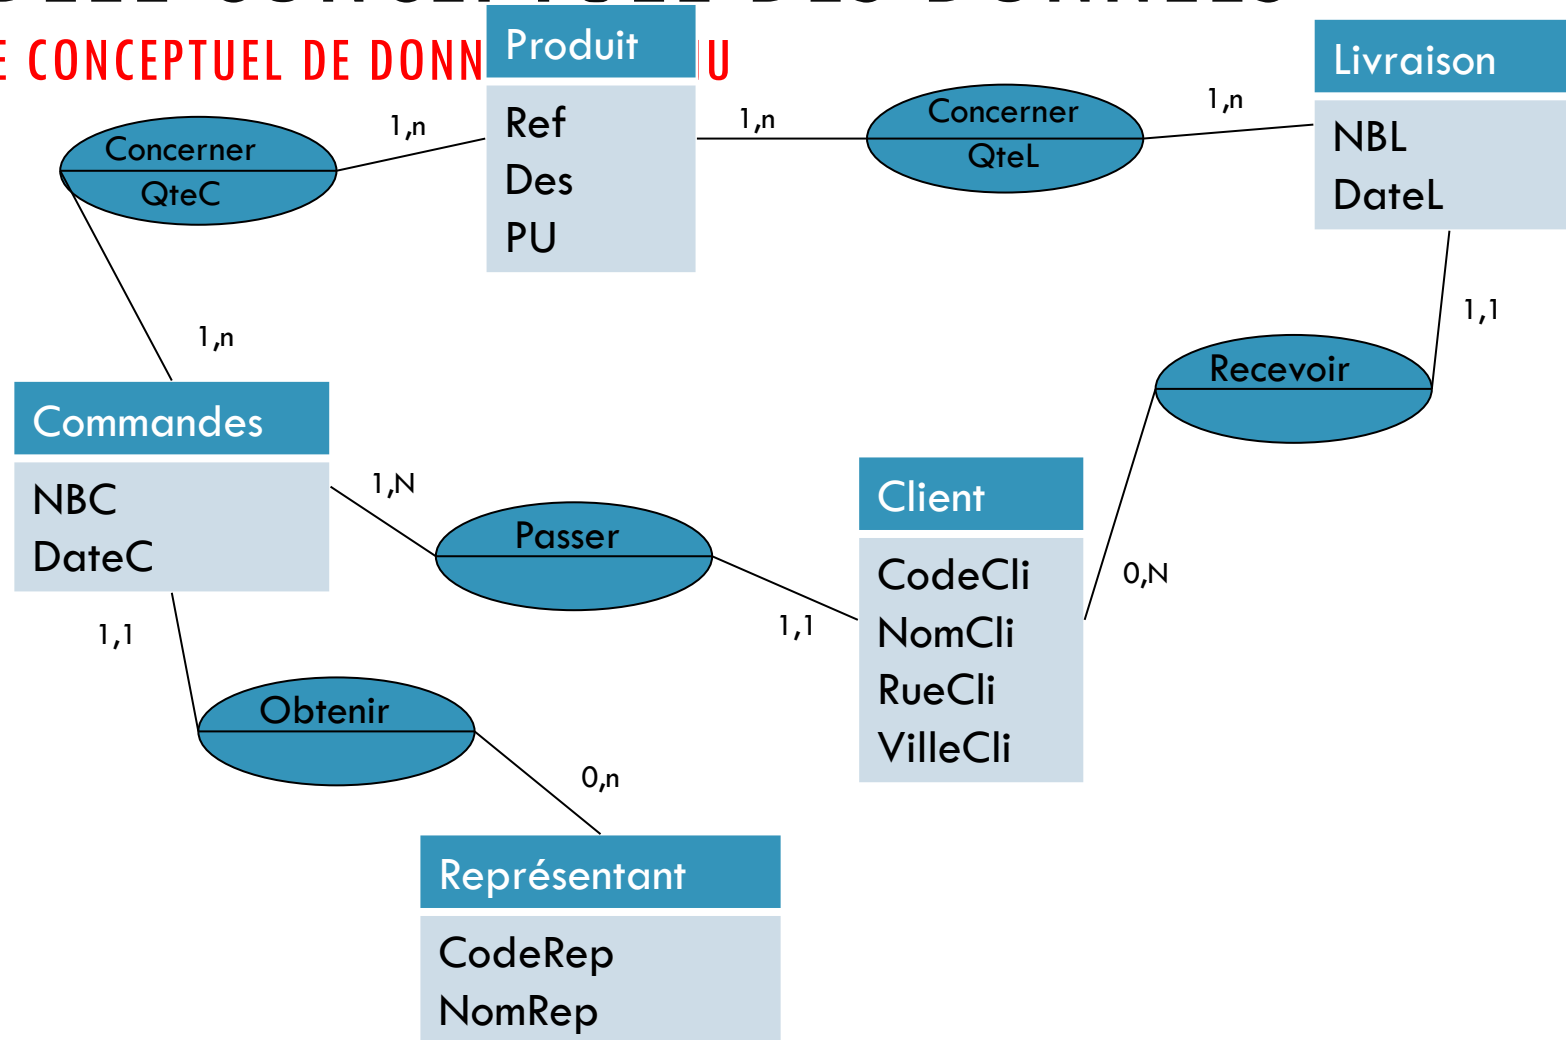 CONCEPTUEL DE DONN
Produit
Ref
Des
PU
Livraison
NBL
DateL
Concerner
QteC
1,n
1,n
Concerner
QteL
1,n
1,n
1,1
Recevoir
1,n
Commandes
NBC
DateC
1,N
Passer
1,1
Client
CodeCli
NomCli
RueCli
VilleCli
0,N
1,1
Obtenir
0,n
Représentant
CodeRep
NomRep